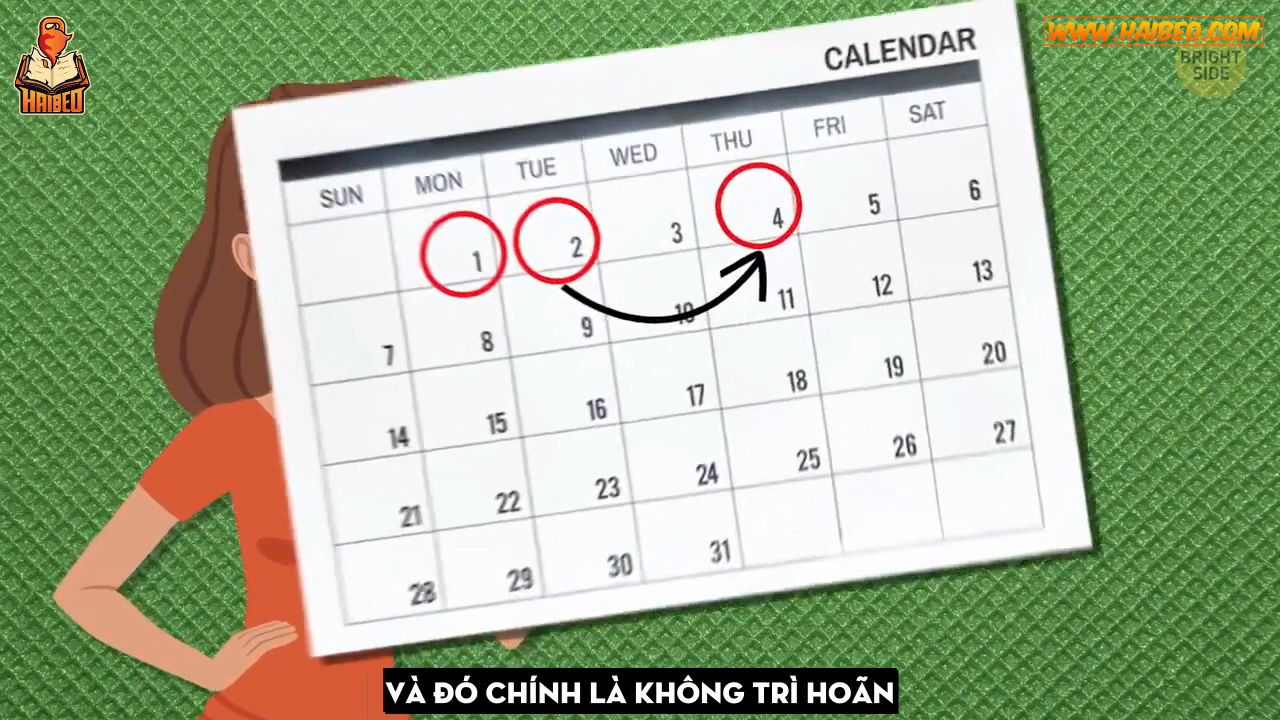 HAIBEO
WWW.HAIBEO.COM
BRIGHT
SIDE
CALENDAR
SUN MON TUE WED THU FRI SAT
1 2 3 4 5 6
7 8 9 10 11 12 13
14 15 16 17 18 19 20
21 22 23 24 25 26 27
28 29 30 31
VÀ ĐÓ CHÍNH LÀ KHÔNG TRÌ HOÃN